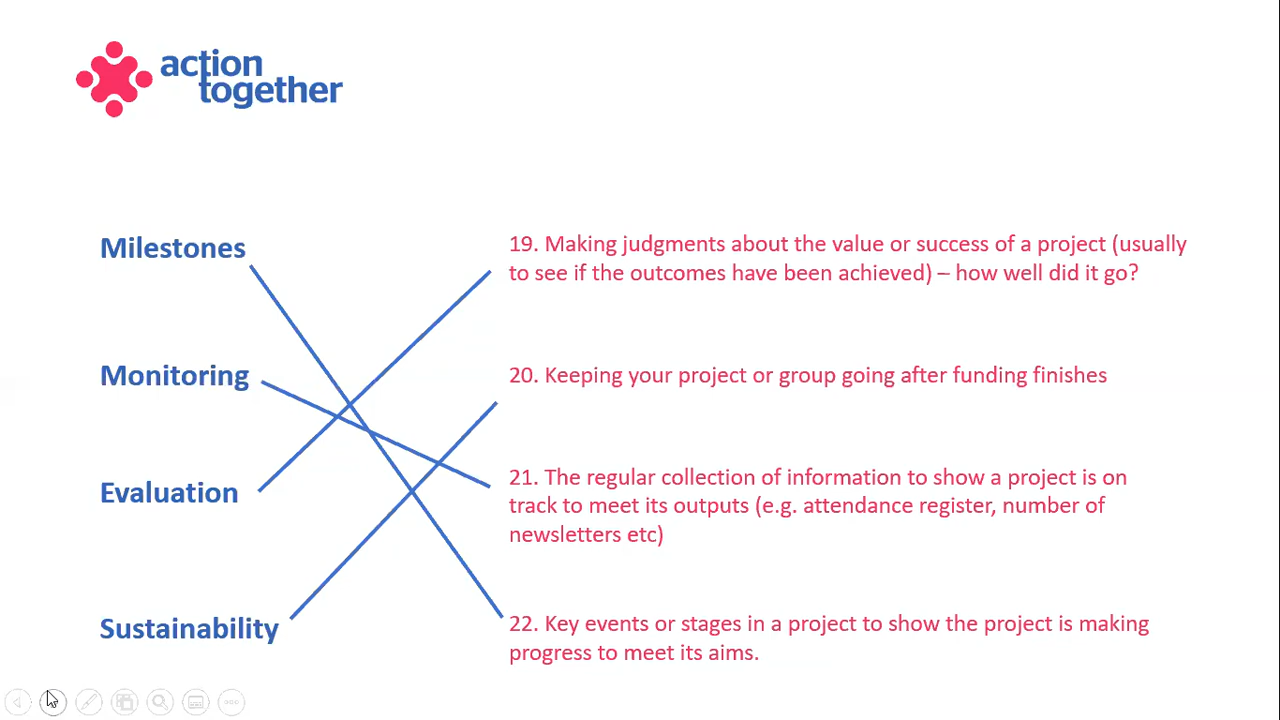 action
together
Milestones
19. Making judgments about the value or success of a project (usually
to see if the outcomes have been achieved) – how well did it go?
Monitoring
20. Keeping your project or group going after funding finishes
Evaluation
21. The regular collection of information to show a project is on
track to meet its outputs (e.g. attendance register, number of
newsletters etc)
Sustainability
22. Key events or stages in a project to show the project is making
progress to meet its aims.